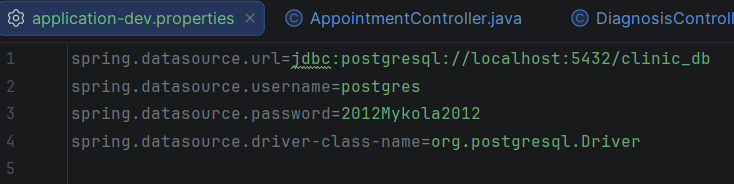 application-dev.properties
AppointmentController.java
DiagnosisControll
1 spring.datasource.url=jdbc:postgresql://localhost:5432/clinic_db
2 spring.datasource.username=postgres
3 spring.datasource.password=2012Mykola2012
4 spring.datasource.driver-class-name=org.postgresql.Driver
5